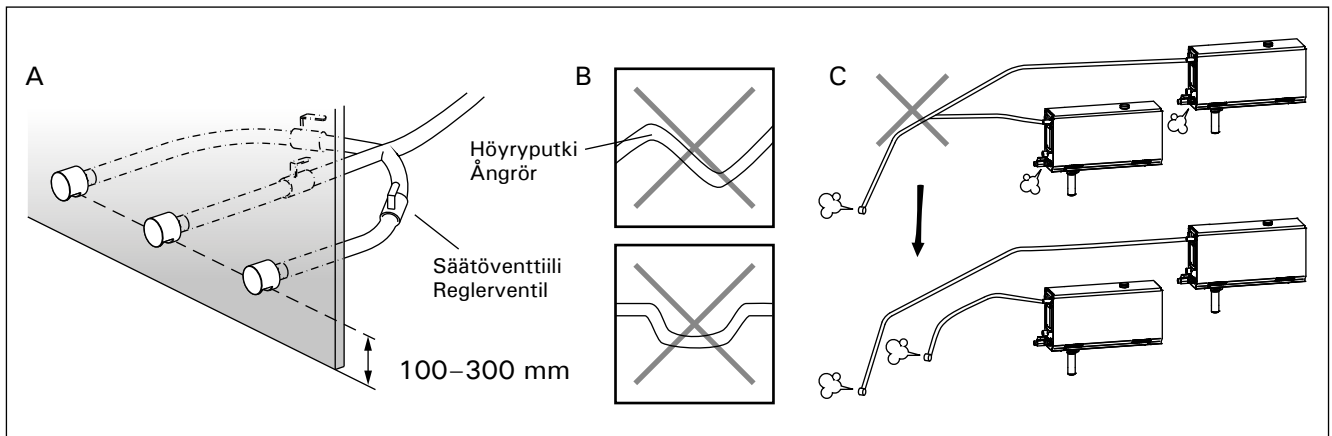 A
B
C
Höyryputki
Ångrör
Säätöventtiili
Reglerventil
100–300 mm